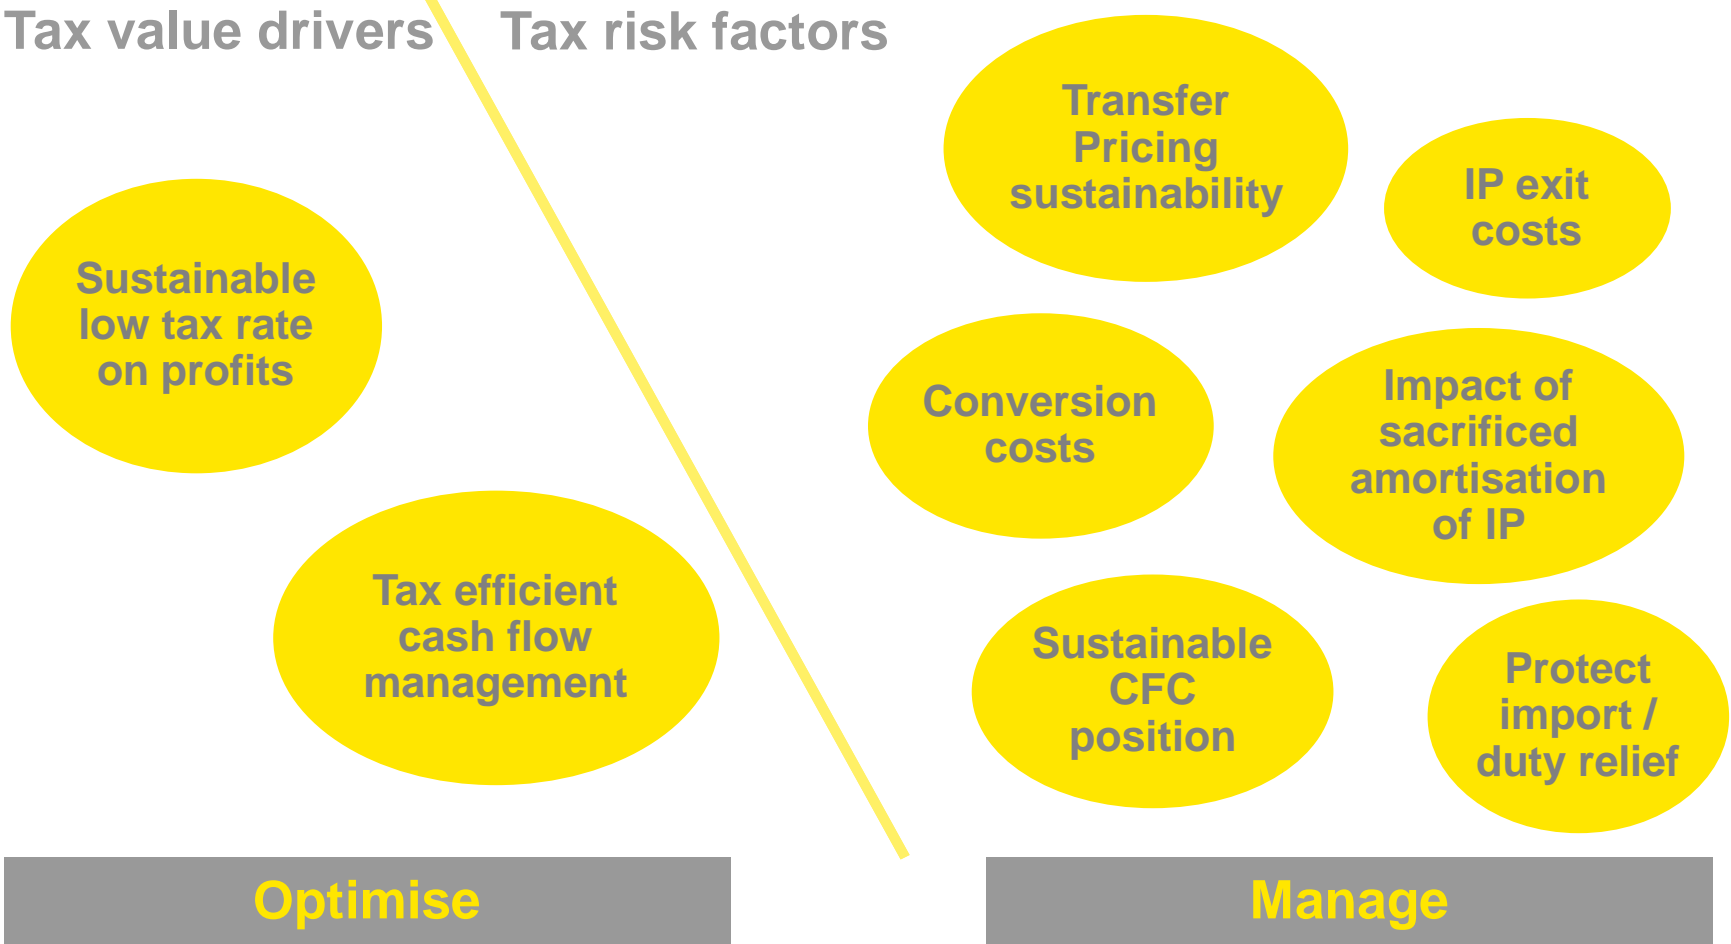 Tax value drivers
Tax risk factors
Sustainable
low tax rate
on profits
Tax efficient
cash flow
management
Transfer
Pricing
sustainability
IP exit
costs
Conversion
costs
Impact of
sacrificed
amortisation
of IP
Sustainable
CFC
position
Protect
import /
duty relief
Optimise
Manage